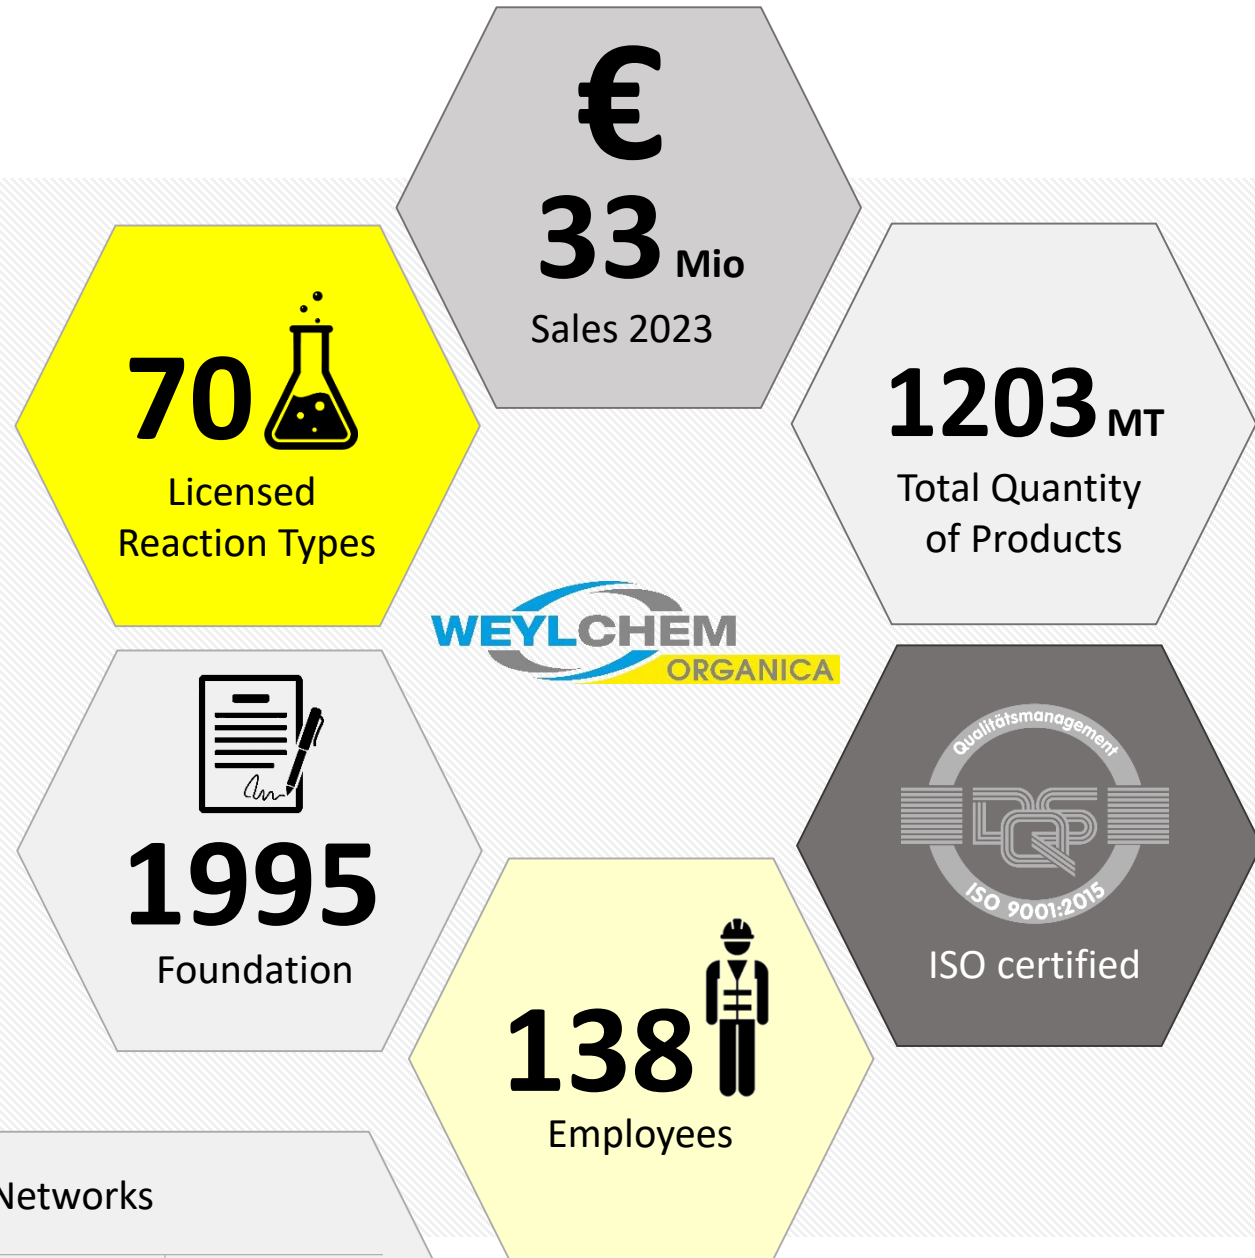 €
33 Mio
Sales 2023
70
Licensed
Reaction Types
1203 MT
Total Quantity
of Products
WEYLCHEM
ORGANICA
1995
Foundation
Qualitätsmanagement
DQS
ISO 9001:2015
ISO certified
138
Employees
Networks